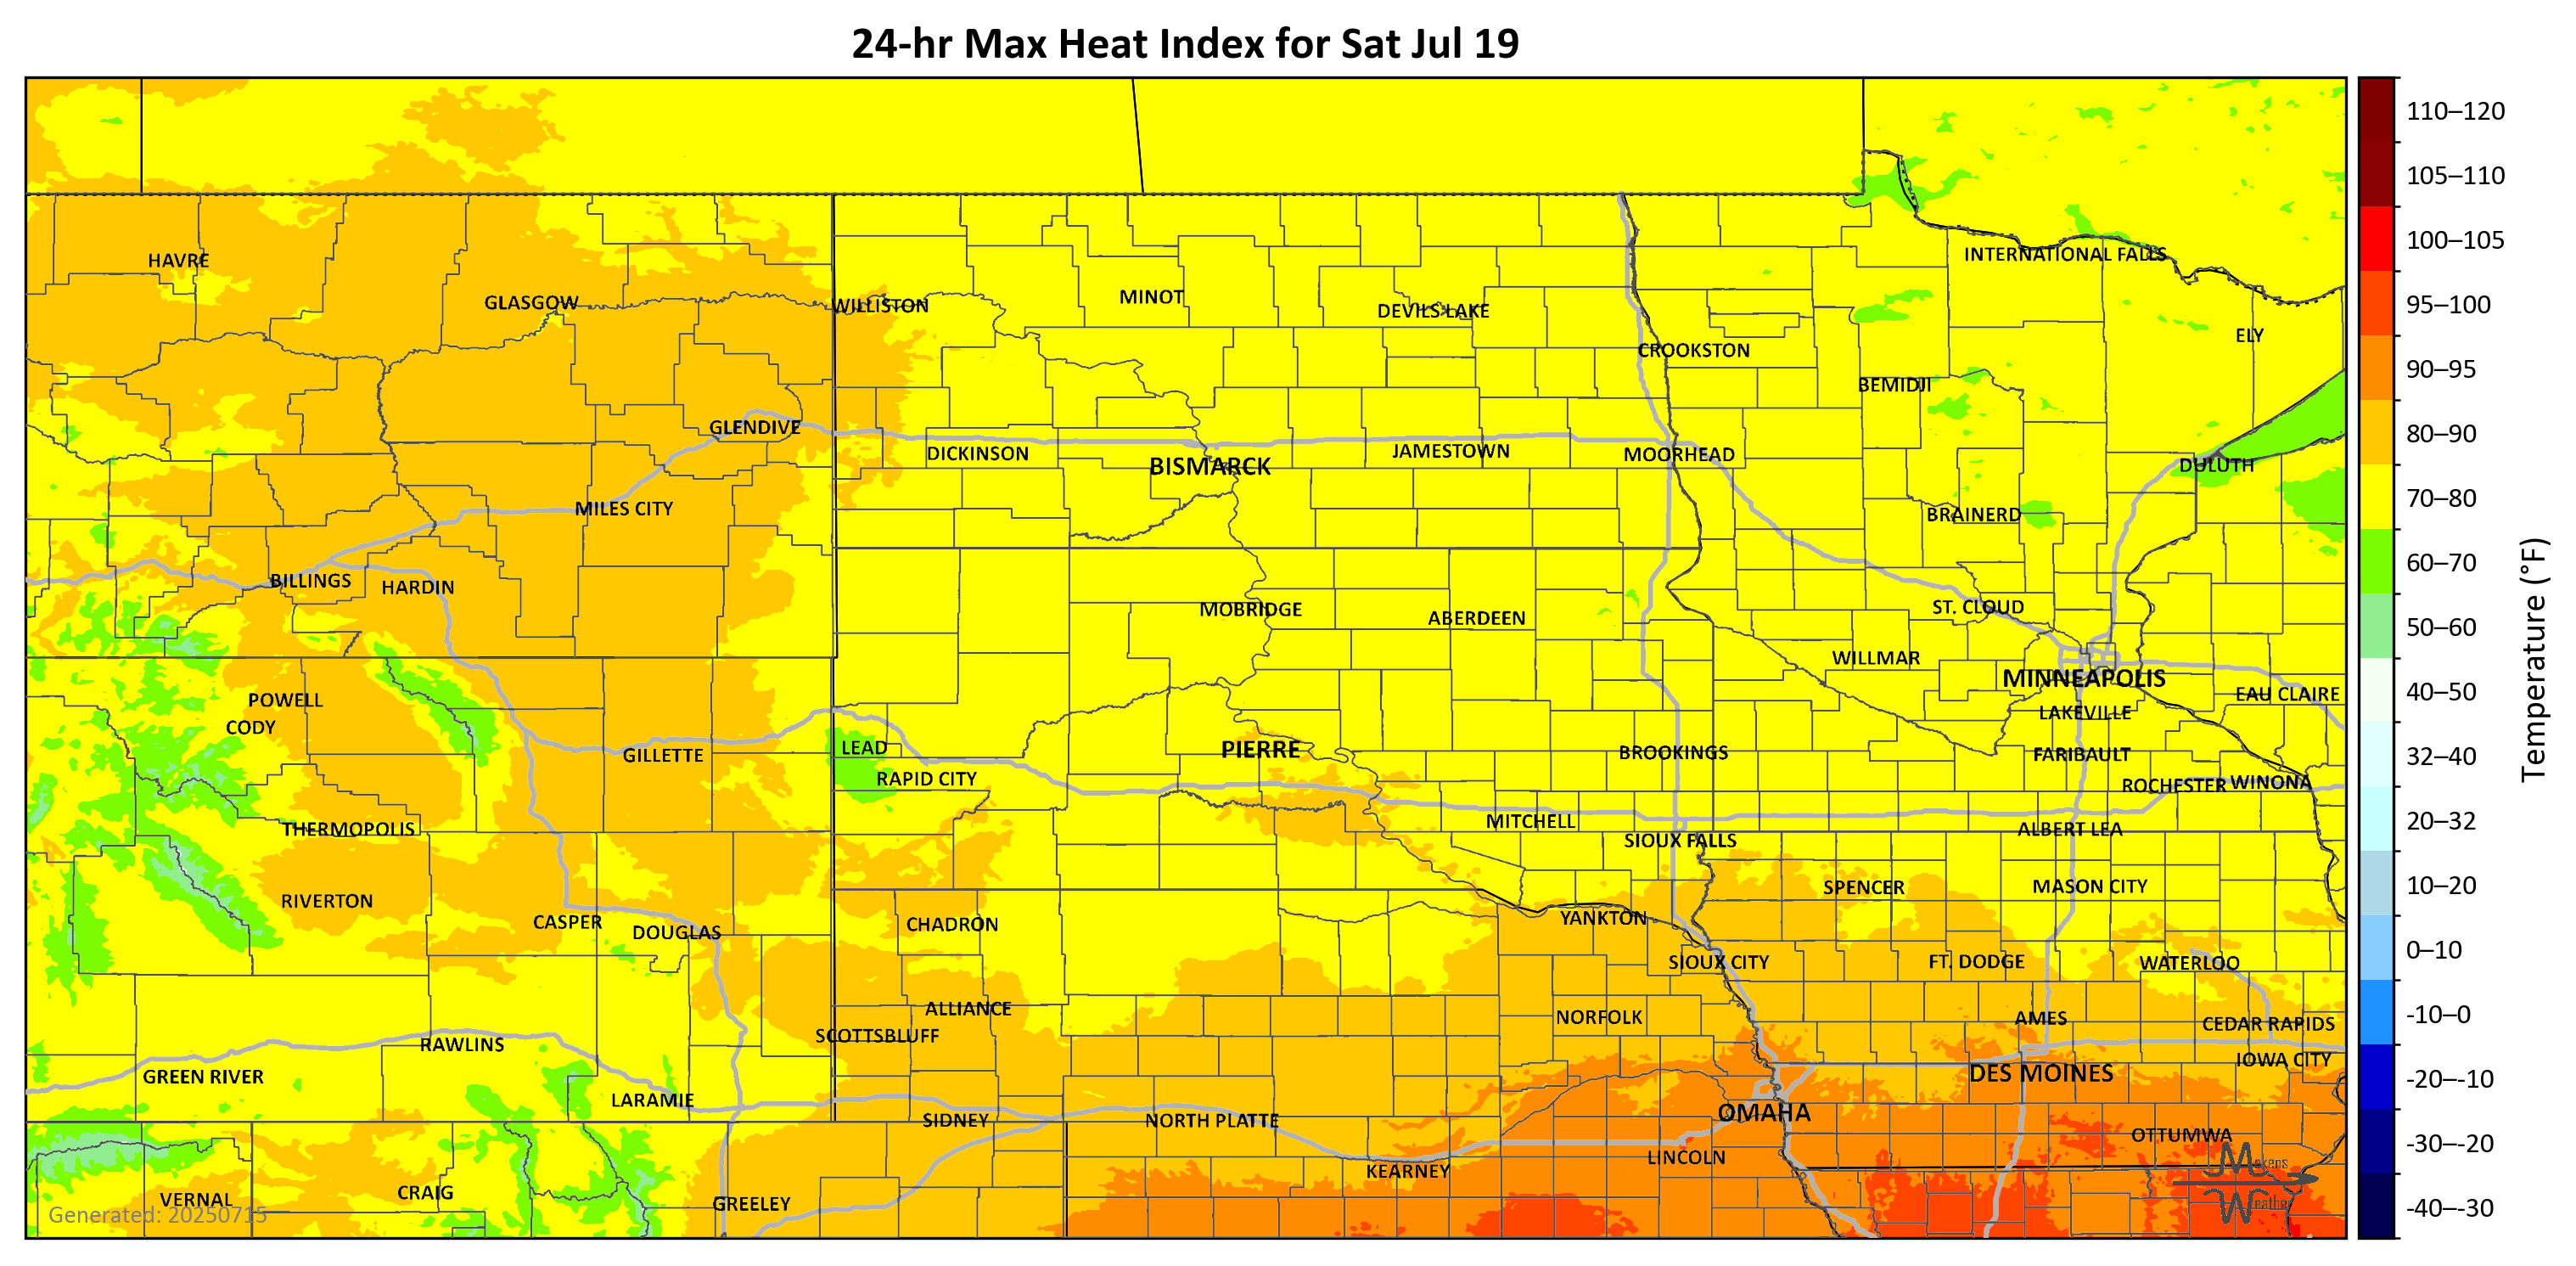 24-hr Max Heat Index for Sat Jul 19
110–120
105–110
100–105
95–100
90–95
80–90
70–80
60–70
50–60
40–50
32–40
20–32
10–20
0–10
-10–0
-20–-10
-30–-20
-40–-30
Temperature (°F)
HAVRE
INTERNATIONAL FALLS
GLASGOW
WILLISTON
MINOT
DEVILS LAKE
ELY
CROOKSTON
BEMIDJI
GLENDIVE
DICKINSON
BISMARCK
JAMESTOWN
MOORHEAD
DULUTH
MILES CITY
BRAINERD
BILLINGS
HARDIN
MOBRIDGE
ABERDEEN
ST. CLOUD
WILLMAR
MINNEAPOLIS
POWELL
EAU CLAIRE
CODY
LAKEVILLE
GILLETTE
LEAD
PIERRE
BROOKINGS
FARIBAULT
RAPID CITY
ROCHESTER
WINONA
THERMOPOLIS
MITCHELL
SIOUX FALLS
ALBERT LEA
RIVERTON
SPENCER
MASON CITY
CASPER
DOUGLAS
CHADRON
YANKTON
SIOUX CITY
FT. DODGE
WATERLOO
ALLIANCE
NORFOLK
AMES
CEDAR RAPIDS
SCOTTSBLUFF
RAWLINS
IOWA CITY
GREEN RIVER
DES MOINES
LARAMIE
SIDNEY
NORTH PLATTE
OMAHA
OTTUMWA
LINCOLN
KEARNEY
VERNAL
CRAIG
GREELEY
Generated: 20250715
Makens
Weather